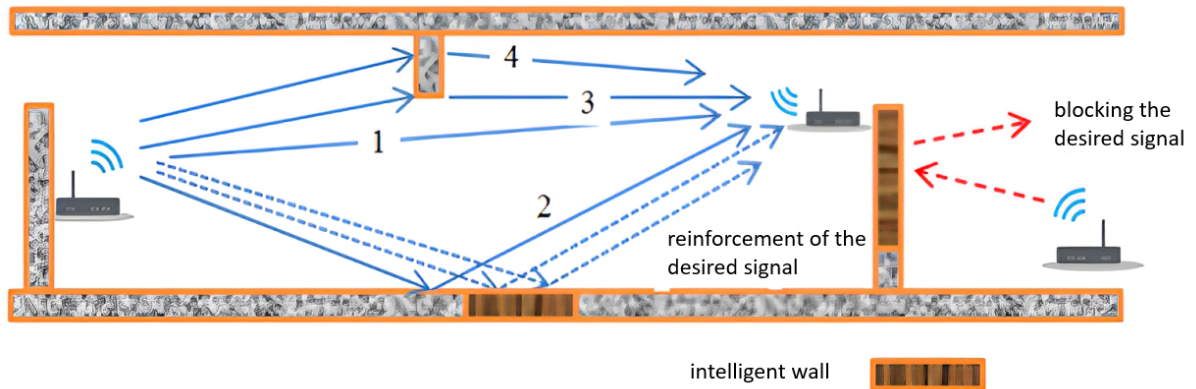 4
3
1
2
blocking the
desired signal
reinforcement of the
desired signal
intelligent wall